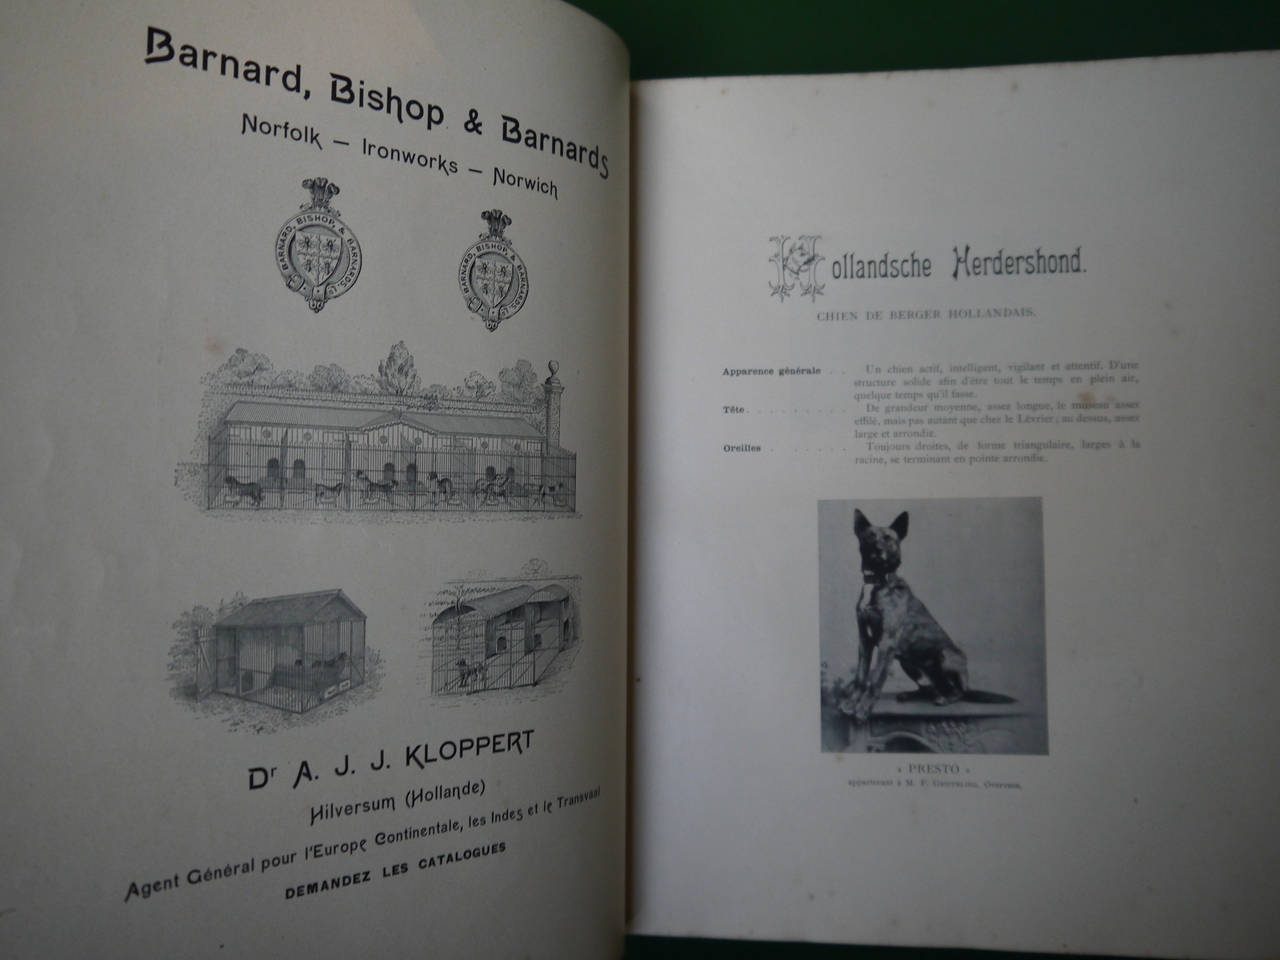 Barnard, Bishop & Barnards
Norfolk — Ironworks — Norwich
BARNARD, BISHOP, & BARNARDS, LD
BARNARD, BISHOP, & BARNARDS, LD
Dr A. J. J. KLOPPERT
Hilversum (Hollande)
Agent Général pour l'Europe Continentale, les Indes et le Transvaal
DEMANDEZ LES CATALOGUES
Hollandsche Herdershond.
CHIEN DE BERGER HOLLANDAIS.
Apparence générale . . Un chien actif, intelligent, vigilant et attentif. D'une
structure solide afin d'être tout le temps en plein air,
quelque temps qu'il fasse.
Tête . . . . . . . . . De grandeur moyenne, assez longue, le museau assez
effilé, mais pas autant que chez le Lévrier; au dessus, assez
large et arrondie.
Oreilles . . . . . . . Toujours droites, de forme triangulaire, larges à la
racine, se terminant en pointe arrondie.
« PRESTO »
appartenant à M. F.